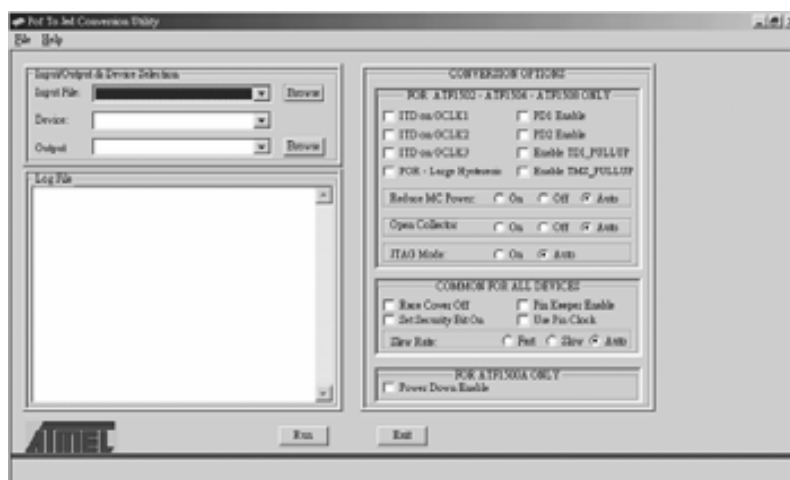 Pof To Jed Conversion Utility
File Help
Input/Output & Device Selection
Input File:
Browse
Device:
Output
Browse
Log File
CONVERSION OPTIONS
FOR ATF1502 - ATF1504 - ATF1508 ONLY
ITD on GCLK1
PD1 Enable
ITD on GCLK2
PD2 Enable
ITD on GCLK3
Enable TDI_PULLUP
POR - Large Hysteresis
Enable TMS_PULLUP
Reduce MC Power: On Off Auto
Open Collector: On Off Auto
JTAG Mode: On Auto
COMMON FOR ALL DEVICES
Race Cover Off
Pin Keeper Enable
Set Security Bit On
Use Pin Clock
Slew Rate: Fast Slow Auto
FOR ATF1500A ONLY
Power Down Enable
ATMEL
Run
Exit